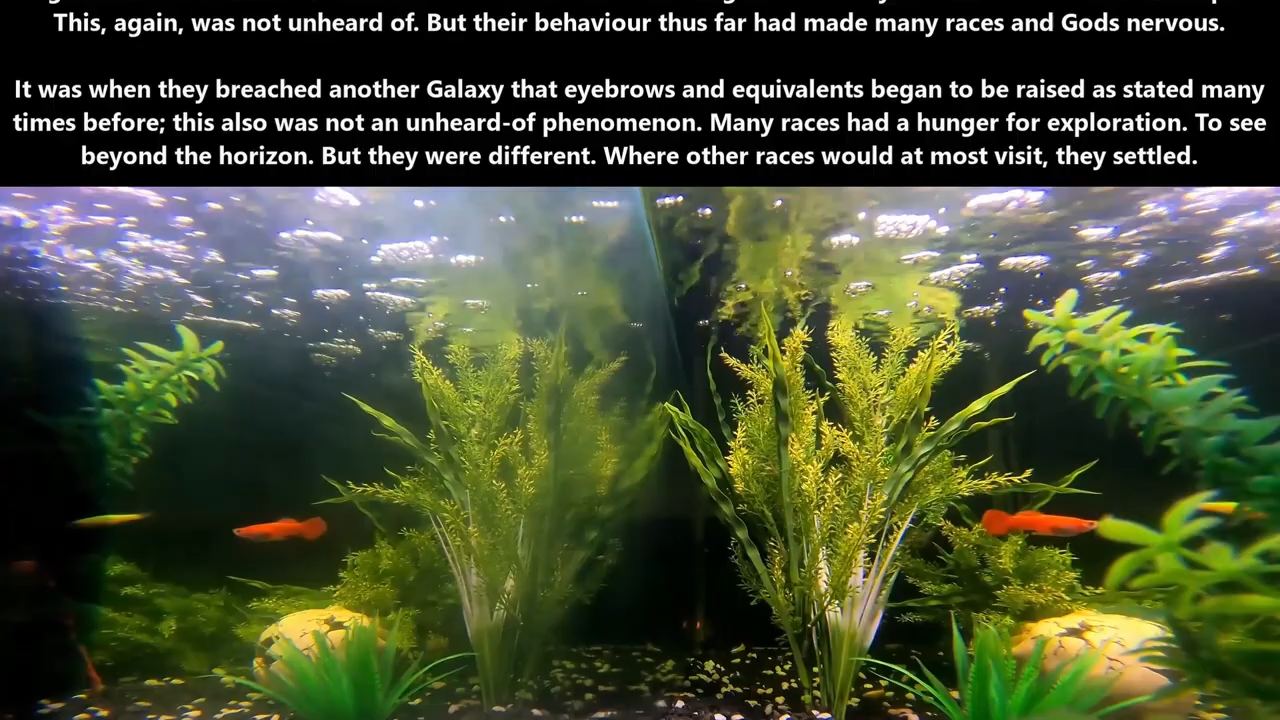 This, again, was not unheard of. But their behaviour thus far had made many races and Gods nervous.
It was when they breached another Galaxy that eyebrows and equivalents began to be raised as stated many
times before; this also was not an unheard-of phenomenon. Many races had a hunger for exploration. To see
beyond the horizon. But they were different. Where other races would at most visit, they settled.